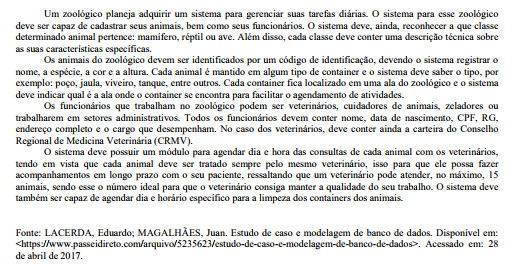 Um zoológico planeja adquirir um sistema para gerenciar suas tarefas diárias. O sistema para esse zoológico
deve ser capaz de cadastrar seus animais, bem como seus funcionários. O sistema deve, ainda, reconhecer a que classe
determinado animal pertence: mamífero, réptil ou ave. Além disso, cada classe deve conter uma descrição técnica sobre
as suas características específicas.
Os animais do zoológico devem ser identificados por um código de identificação, devendo o sistema registrar o
nome, a espécie, a cor e a altura. Cada animal é mantido em algum tipo de container e o sistema deve saber o tipo, por
exemplo: poço, jaula, viveiro, tanque, entre outros. Cada container fica localizado em uma ala do zoológico e o sistema
deve indicar qual é a ala onde o container se encontra para facilitar o agendamento de atividades.
Os funcionários que trabalham no zoológico podem ser veterinários, cuidadores de animais, zeladores ou
trabalharem em setores administrativos. Todos os funcionários devem conter nome, data de nascimento, CPF, RG,
endereço completo e o cargo que desempenham. No caso dos veterinários, deve conter ainda a carteira do Conselho
Regional de Medicina Veterinária (CRMV).
O sistema deve possuir um módulo para agendar dia e hora das consultas de cada animal com os veterinários,
tendo em vista que cada animal deve ser tratado sempre pelo mesmo veterinário, isso para que ele possa fazer
acompanhamentos em longo prazo com o seu paciente, ressaltando que um veterinário pode atender, no máximo, 15
animais, sendo esse o número ideal para que o veterinário consiga manter a qualidade do seu trabalho. O sistema deve
também ser capaz de agendar dia e horário específico para a limpeza dos containers dos animais.
Fonte: LACERDA, Eduardo; MAGALHÃES, Juan. Estudo de caso e modelagem de banco de dados. Disponível em:
<https://www.passeidireto.com/arquivo/5235623/estudo-de-caso-e-modelagem-de-banco-de-dados>. Acessado em: 28
de abril de 2017.